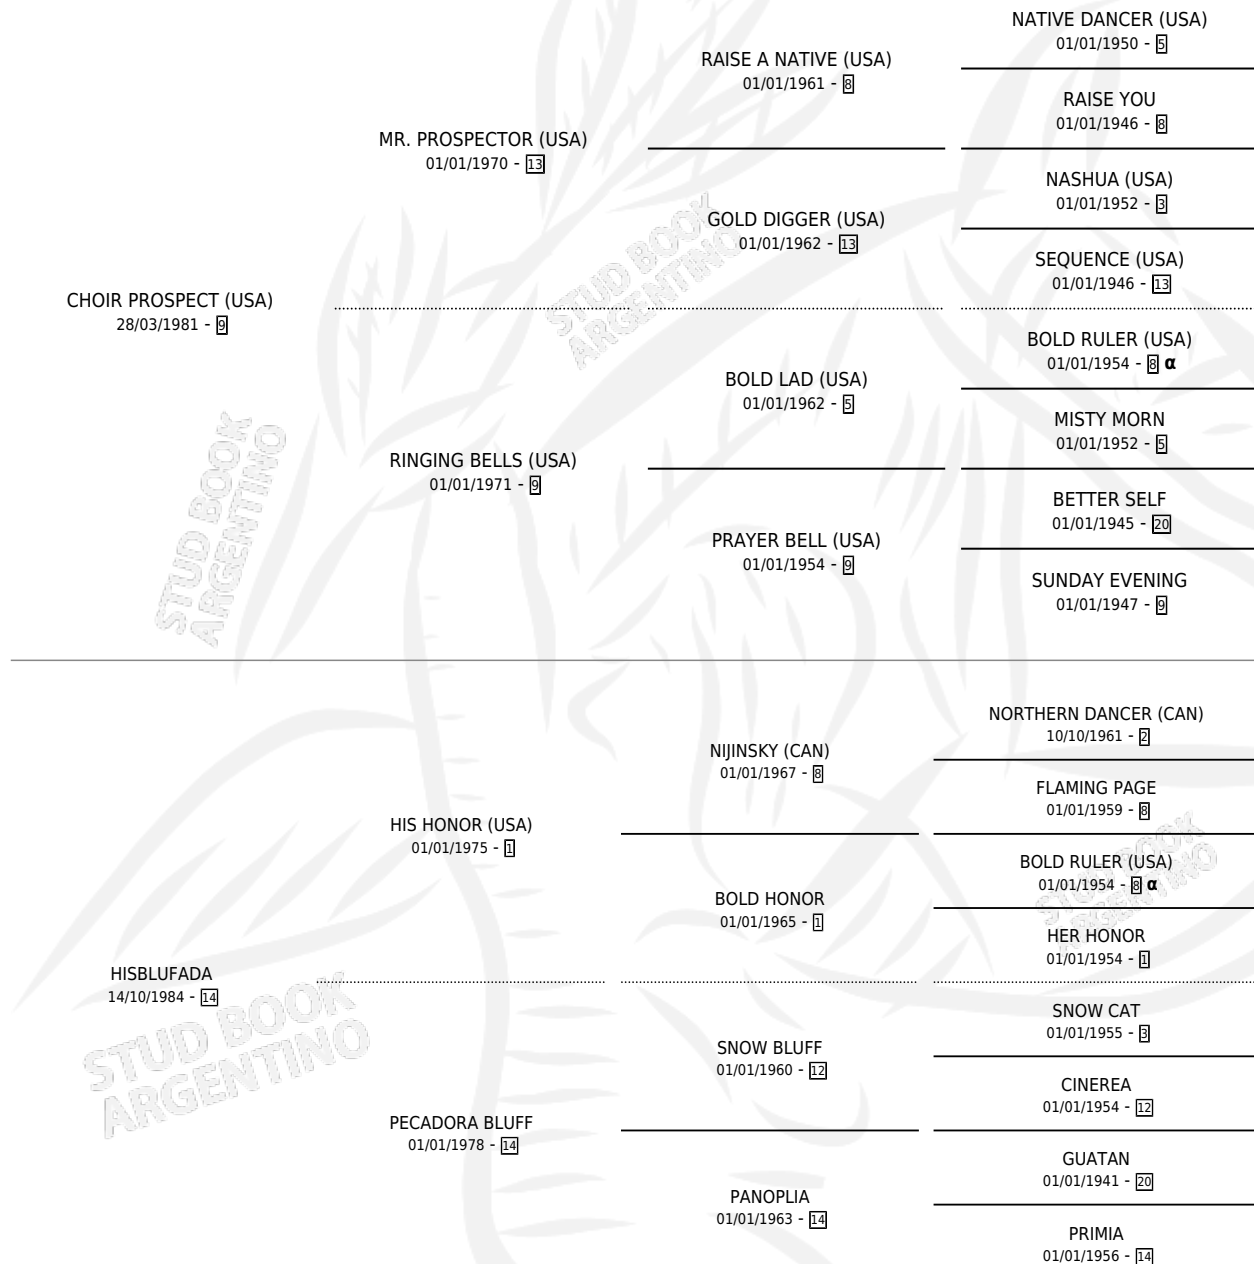 NATIVE DANCER (USA)
01/01/1950 - 5
RAISE A NATIVE (USA)
01/01/1961 - 8
RAISE YOU
01/01/1946 - 8
MR. PROSPECTOR (USA)
01/01/1970 - 13
NASHUA (USA)
01/01/1952 - 3
GOLD DIGGER (USA)
01/01/1962 - 13
SEQUENCE (USA)
01/01/1946 - 13
CHOIR PROSPECT (USA)
28/03/1981 - 9
BOLD RULER (USA)
01/01/1954 - 8 α
BOLD LAD (USA)
01/01/1962 - 5
MISTY MORN
01/01/1952 - 5
RINGING BELLS (USA)
01/01/1971 - 9
BETTER SELF
01/01/1945 - 20
PRAYER BELL (USA)
01/01/1954 - 9
SUNDAY EVENING
01/01/1947 - 9
NORTHERN DANCER (CAN)
10/10/1961 - 2
NIJINSKY (CAN)
01/01/1967 - 8
FLAMING PAGE
01/01/1959 - 8
HIS HONOR (USA)
01/01/1975 - 1
BOLD RULER (USA)
01/01/1954 - 8 α
BOLD HONOR
01/01/1965 - 1
HER HONOR
01/01/1954 - 1
HISBLUFADA
14/10/1984 - 14
SNOW CAT
01/01/1955 - 3
SNOW BLUFF
01/01/1960 - 12
CINEREA
01/01/1954 - 12
PECADORA BLUFF
01/01/1978 - 14
GUATAN
01/01/1941 - 20
PANOPLIA
01/01/1963 - 14
PRIMIA
01/01/1956 - 14
STUD BOOK
ARGENTINO
STUD BOOK
ARGENTINO
STUD BOOK
ARGENTINO
STUD BOOK
ARGENTINO